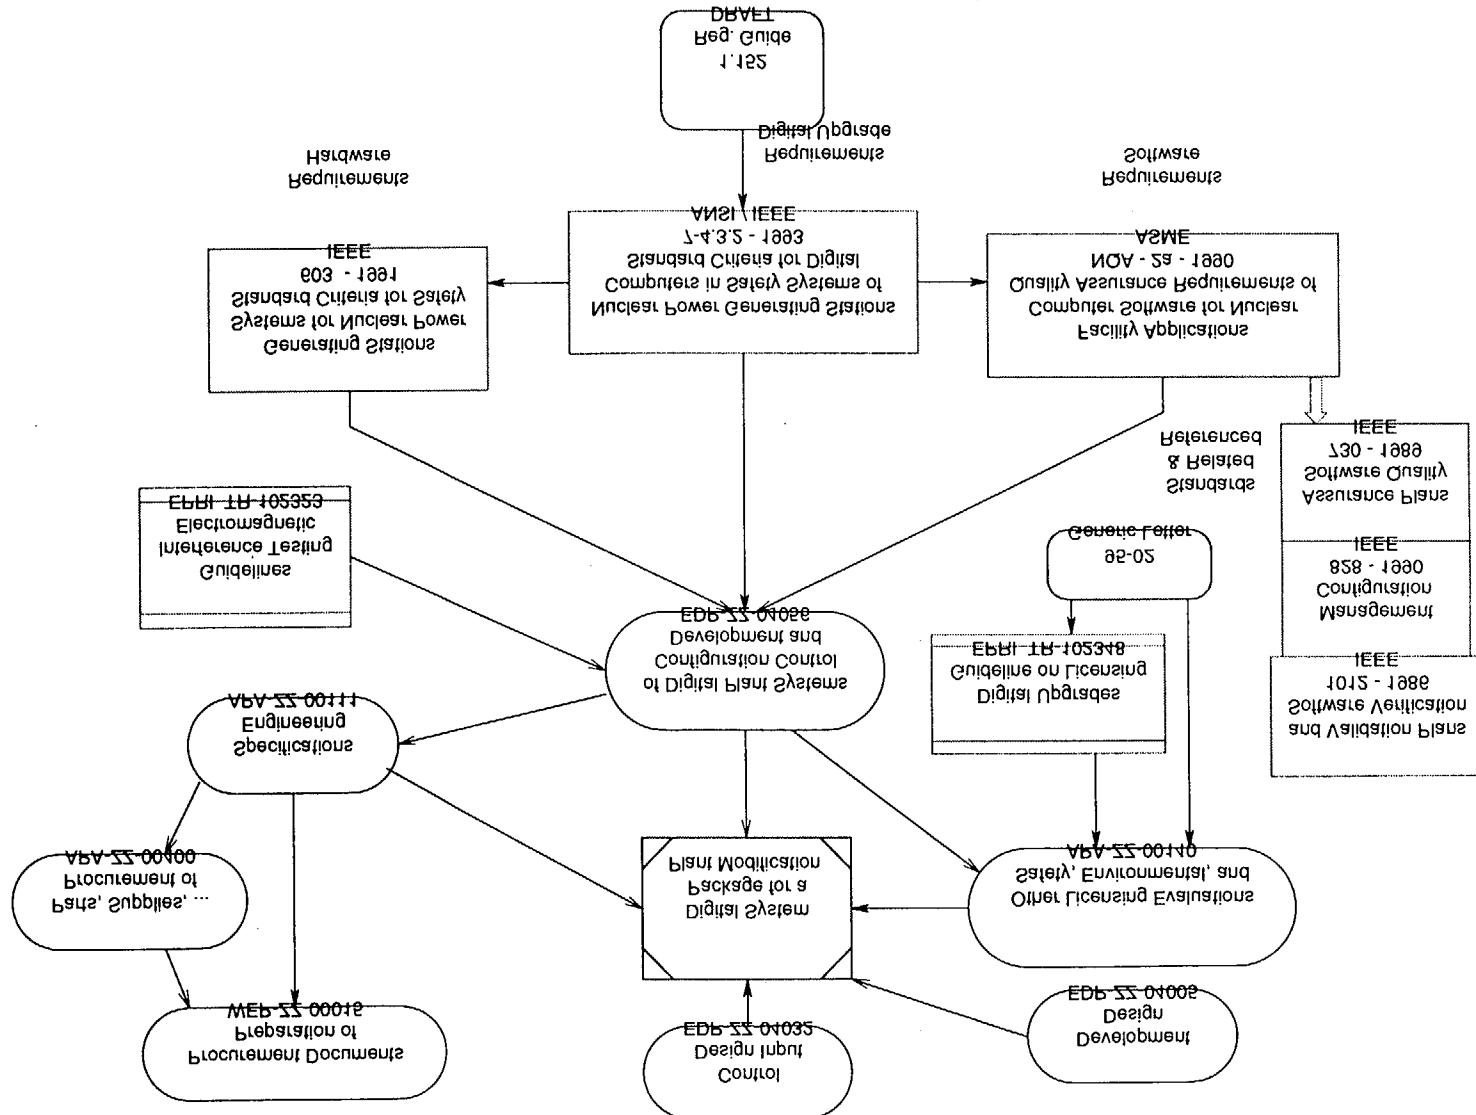 DRAFT
Reg. Guide
1.152
Digital Upgrade
Requirements
Hardware
Requirements
Software
Requirements
ANSI / IEEE
7-4.3.2 - 1993
Standard Criteria for Digital
Computers in Safety Systems of
Nuclear Power Generating Stations
IEEE
603 - 1991
Standard Criteria for Safety
Systems for Nuclear Power
Generating Stations
ASME
NQA - 2a - 1990
Quality Assurance Requirements of
Computer Software for Nuclear
Facility Applications
Referenced
& Related
Standards
IEEE
730 - 1989
Software Quality
Assurance Plans
IEEE
828 - 1990
Configuration
Management
IEEE
1012 - 1986
Software Verification
and Validation Plans
EPRI TR-102323
Electromagnetic
Interference Testing
Guidelines
Generic Letter
95-02
EDP-ZZ-04056
Development and
Configuration Control
of Digital Plant Systems
EPRI TR-102348
Guideline on Licensing
Digital Upgrades
APA-ZZ-00111
Engineering
Specifications
APA-ZZ-00400
Procurement of
Parts, Supplies, ...
Plant Modification
Package for a
Digital System
APA-ZZ-00140
Safety, Environmental, and
Other Licensing Evaluations
WEP-ZZ-00015
Preparation of
Procurement Documents
EDP-ZZ-04032
Design Input
Control
EDP-ZZ-04005
Design
Development